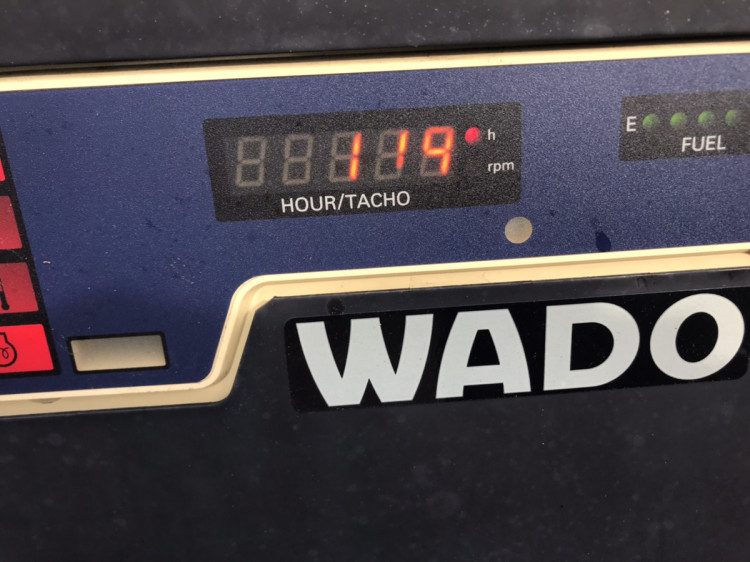 119 h
rpm
HOUR/TACHO
E
FUEL
WADO